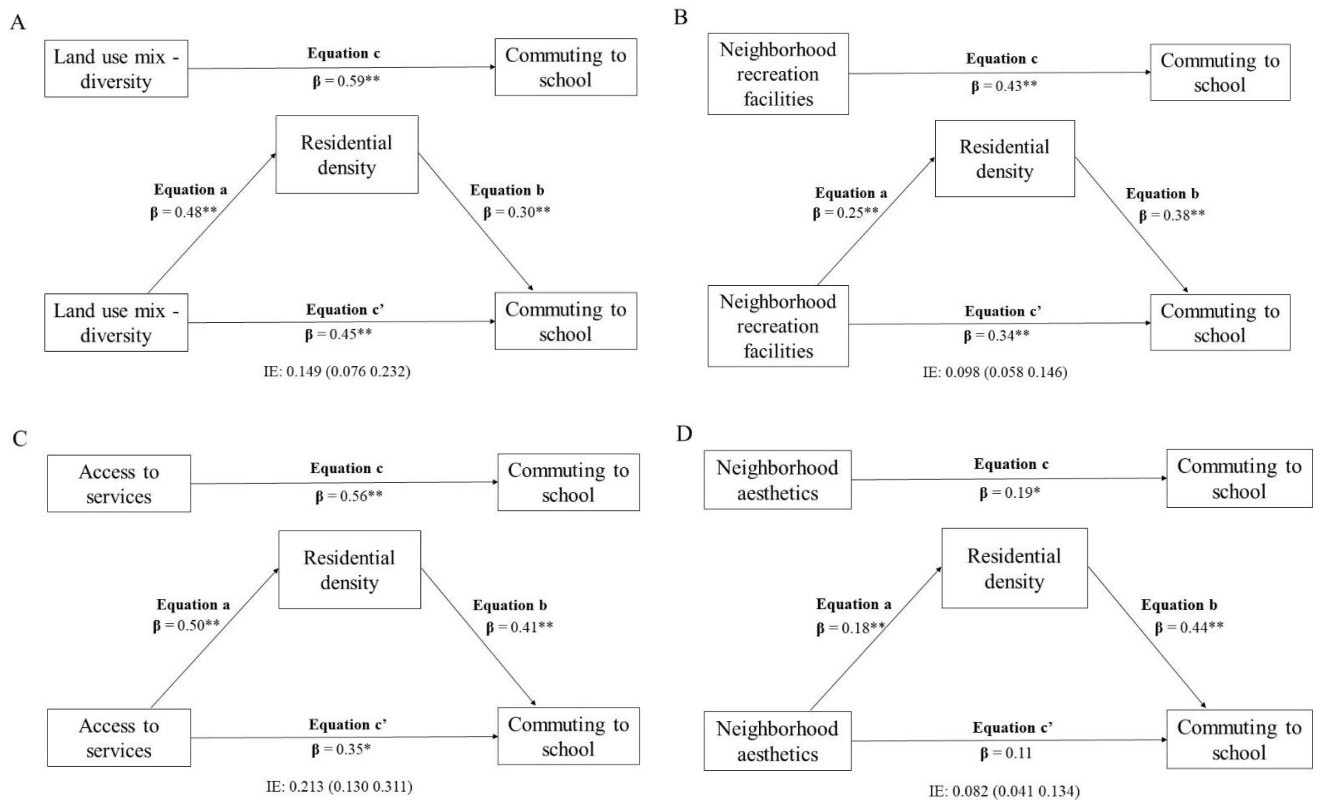 A
Land use mix -
diversity
Equation c
β = 0.59**
Commuting to
school
Residential
density
Equation a
β = 0.48**
Equation b
β = 0.30**
Land use mix -
diversity
Equation c’
β = 0.45**
Commuting to
school
IE: 0.149 (0.076 0.232)
B
Neighborhood
recreation
facilities
Equation c
β = 0.43**
Commuting to
school
Residential
density
Equation a
β = 0.25**
Equation b
β = 0.38**
Neighborhood
recreation
facilities
Equation c’
β = 0.34**
Commuting to
school
IE: 0.098 (0.058 0.146)
C
Access to
services
Equation c
β = 0.56**
Commuting to
school
Residential
density
Equation a
β = 0.50**
Equation b
β = 0.41**
Access to
services
Equation c’
β = 0.35*
Commuting to
school
IE: 0.213 (0.130 0.311)
D
Neighborhood
aesthetics
Equation c
β = 0.19*
Commuting to
school
Residential
density
Equation a
β = 0.18**
Equation b
β = 0.44**
Neighborhood
aesthetics
Equation c’
β = 0.11
Commuting to
school
IE: 0.082 (0.041 0.134)